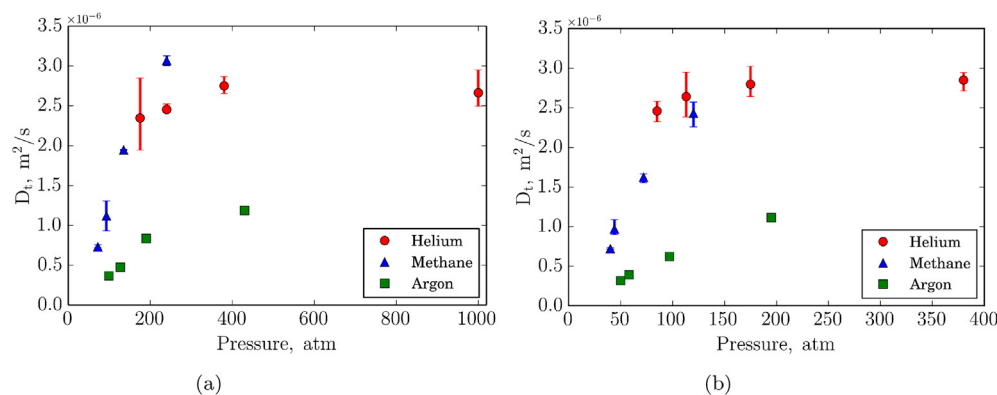 ×10⁻⁶
3.5
3.0
2.5
2.0
1.5
1.0
0.5
0.0
Dₜ, m²/s
0
200
400
600
800
1000
Pressure, atm
Helium
Methane
Argon
(a)
×10⁻⁶
3.5
3.0
2.5
2.0
1.5
1.0
0.5
0.0
Dₜ, m²/s
0
50
100
150
200
250
300
350
400
Pressure, atm
Helium
Methane
Argon
(b)